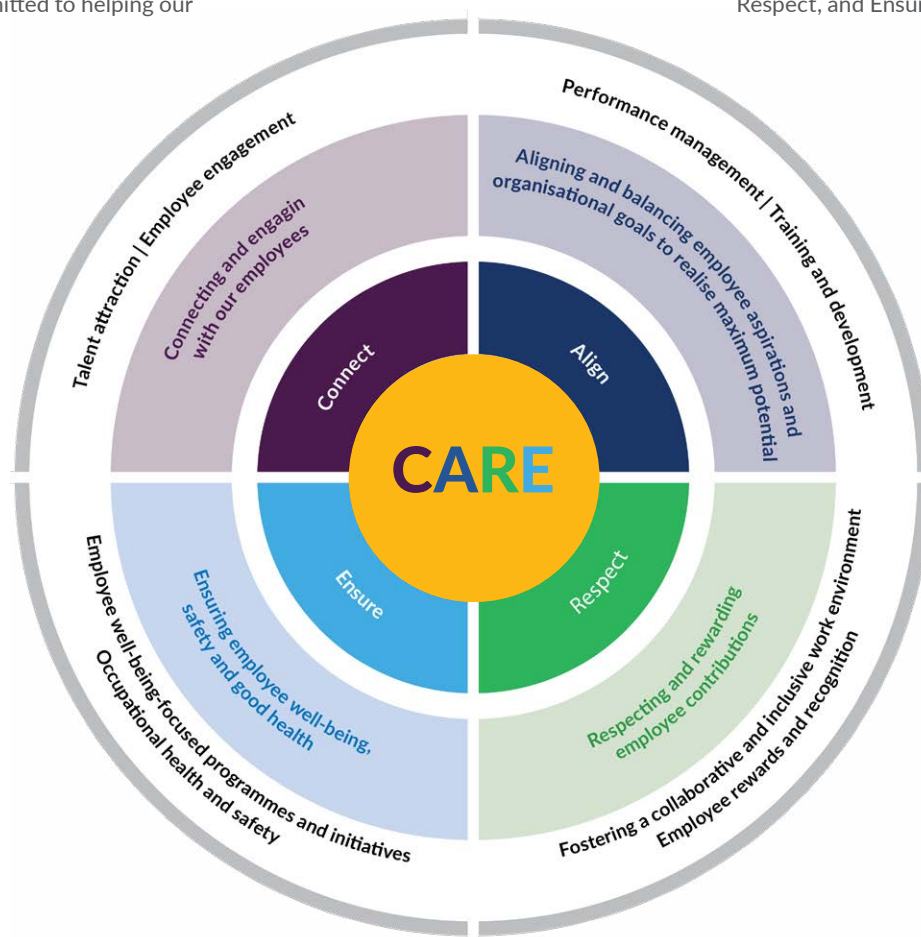 mitted to helping our
Respect, and Ensur
Talent attraction | Employee engagement
Connecting and engagin
with our employees
Connect
Performance management | Training and development
Aligning and balancing employee aspirations and
organisational goals to realise maximum potential
Align
CARE
Ensure
Ensuring employee well-being,
safety and good health
Employee well-being-focused programmes and initiatives
Occupational health and safety
Respect
Respecting and rewarding
employee contributions
Fostering a collaborative and inclusive work environment
Employee rewards and recognition